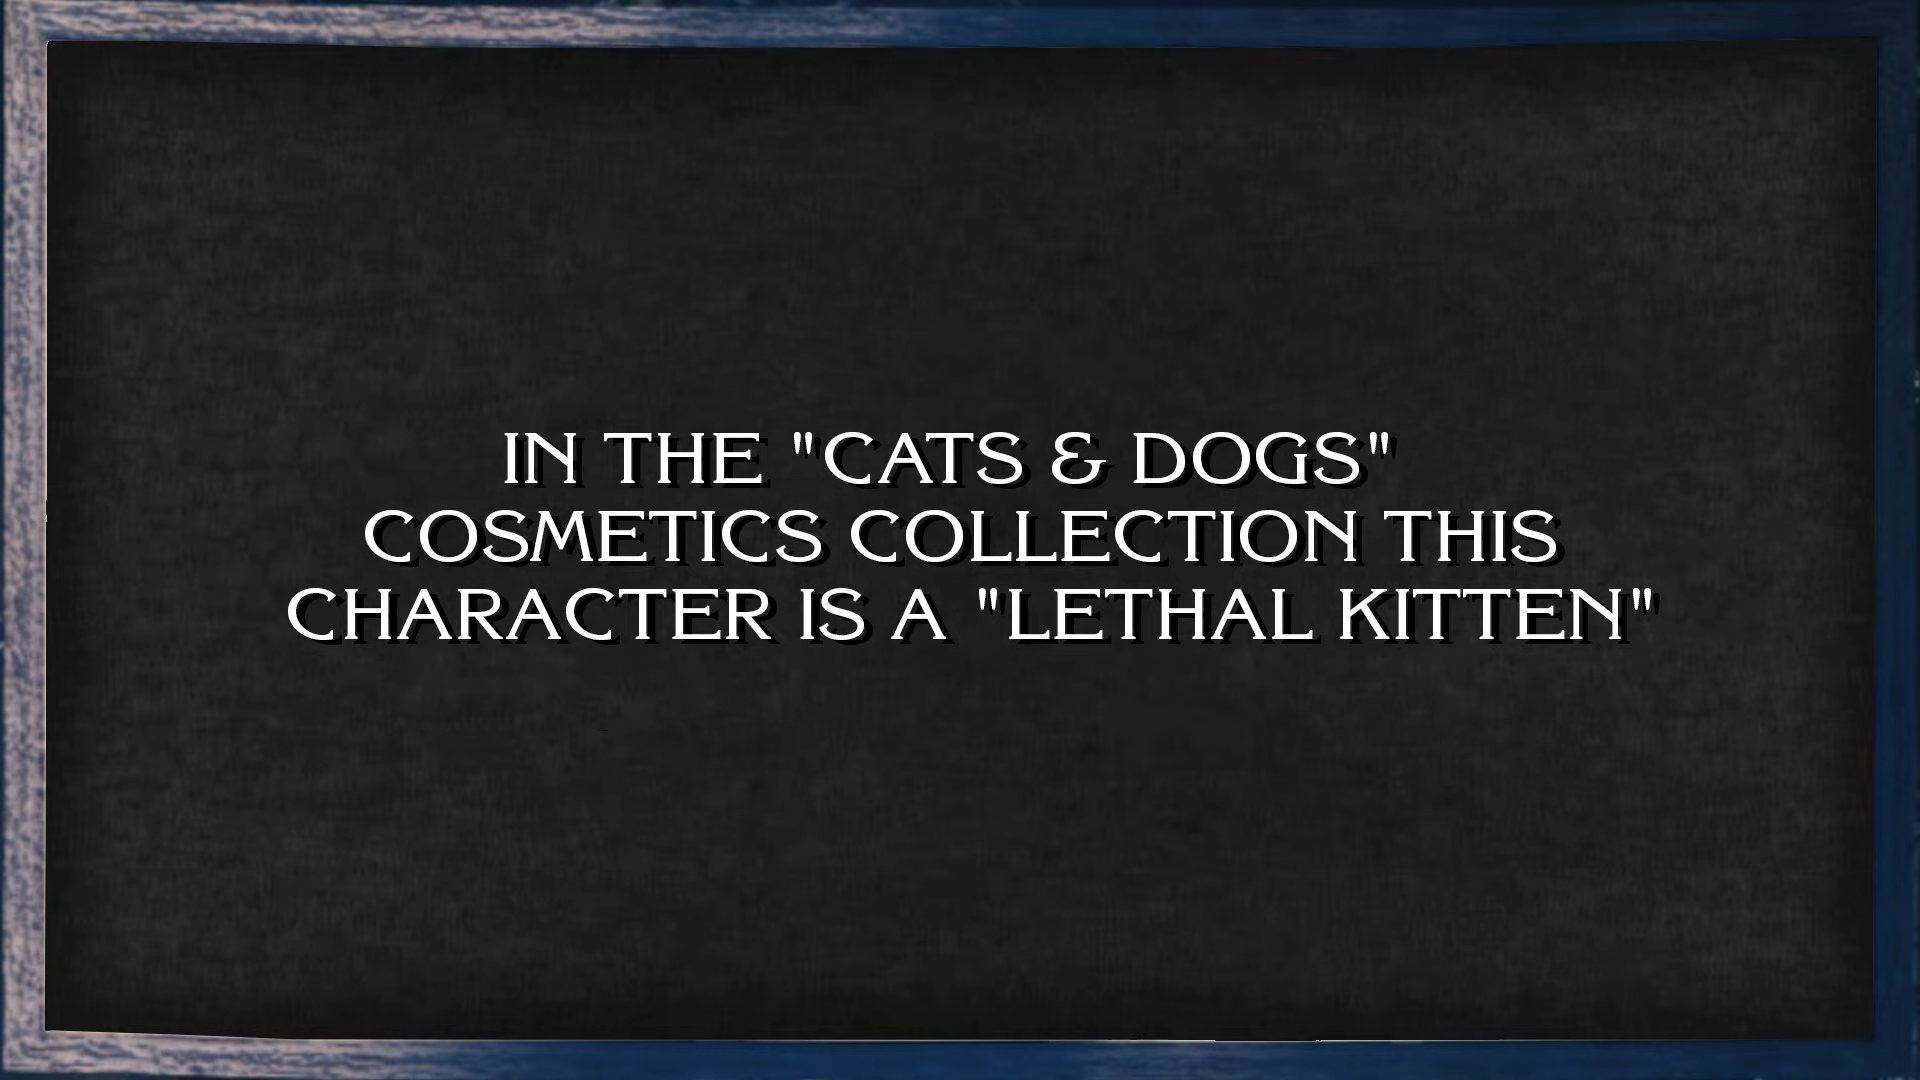 IN THE "CATS & DOGS"
COSMETICS COLLECTION THIS
CHARACTER IS A "LETHAL KITTEN"